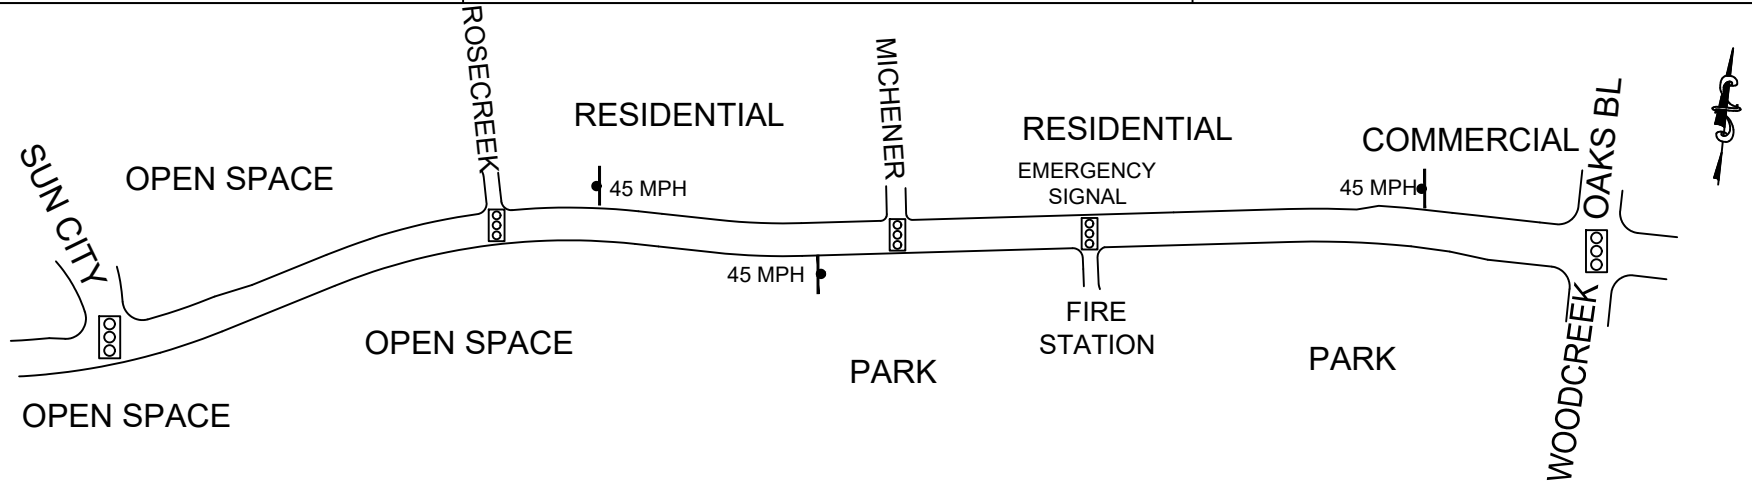 ROSECREEK
MICHENER
OAKS BL
RESIDENTIAL
RESIDENTIAL
COMMERCIAL
SUN CITY
OPEN SPACE
EMERGENCY
SIGNAL
45 MPH
45 MPH
45 MPH
FIRE
STATION
OPEN SPACE
PARK
PARK
WOODCREEK
OPEN SPACE